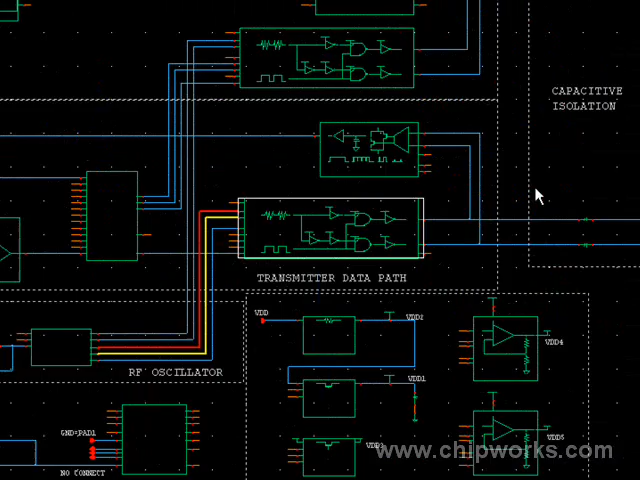 CAPACITIVE
ISOLATION
TRANSMITTER DATA PATH
VDD
VDD2
VDD4
RF OSCILLATOR
VDD1
GND=PAD1
VDD3
VDD5
www.chipworks.com
NO CONNECT